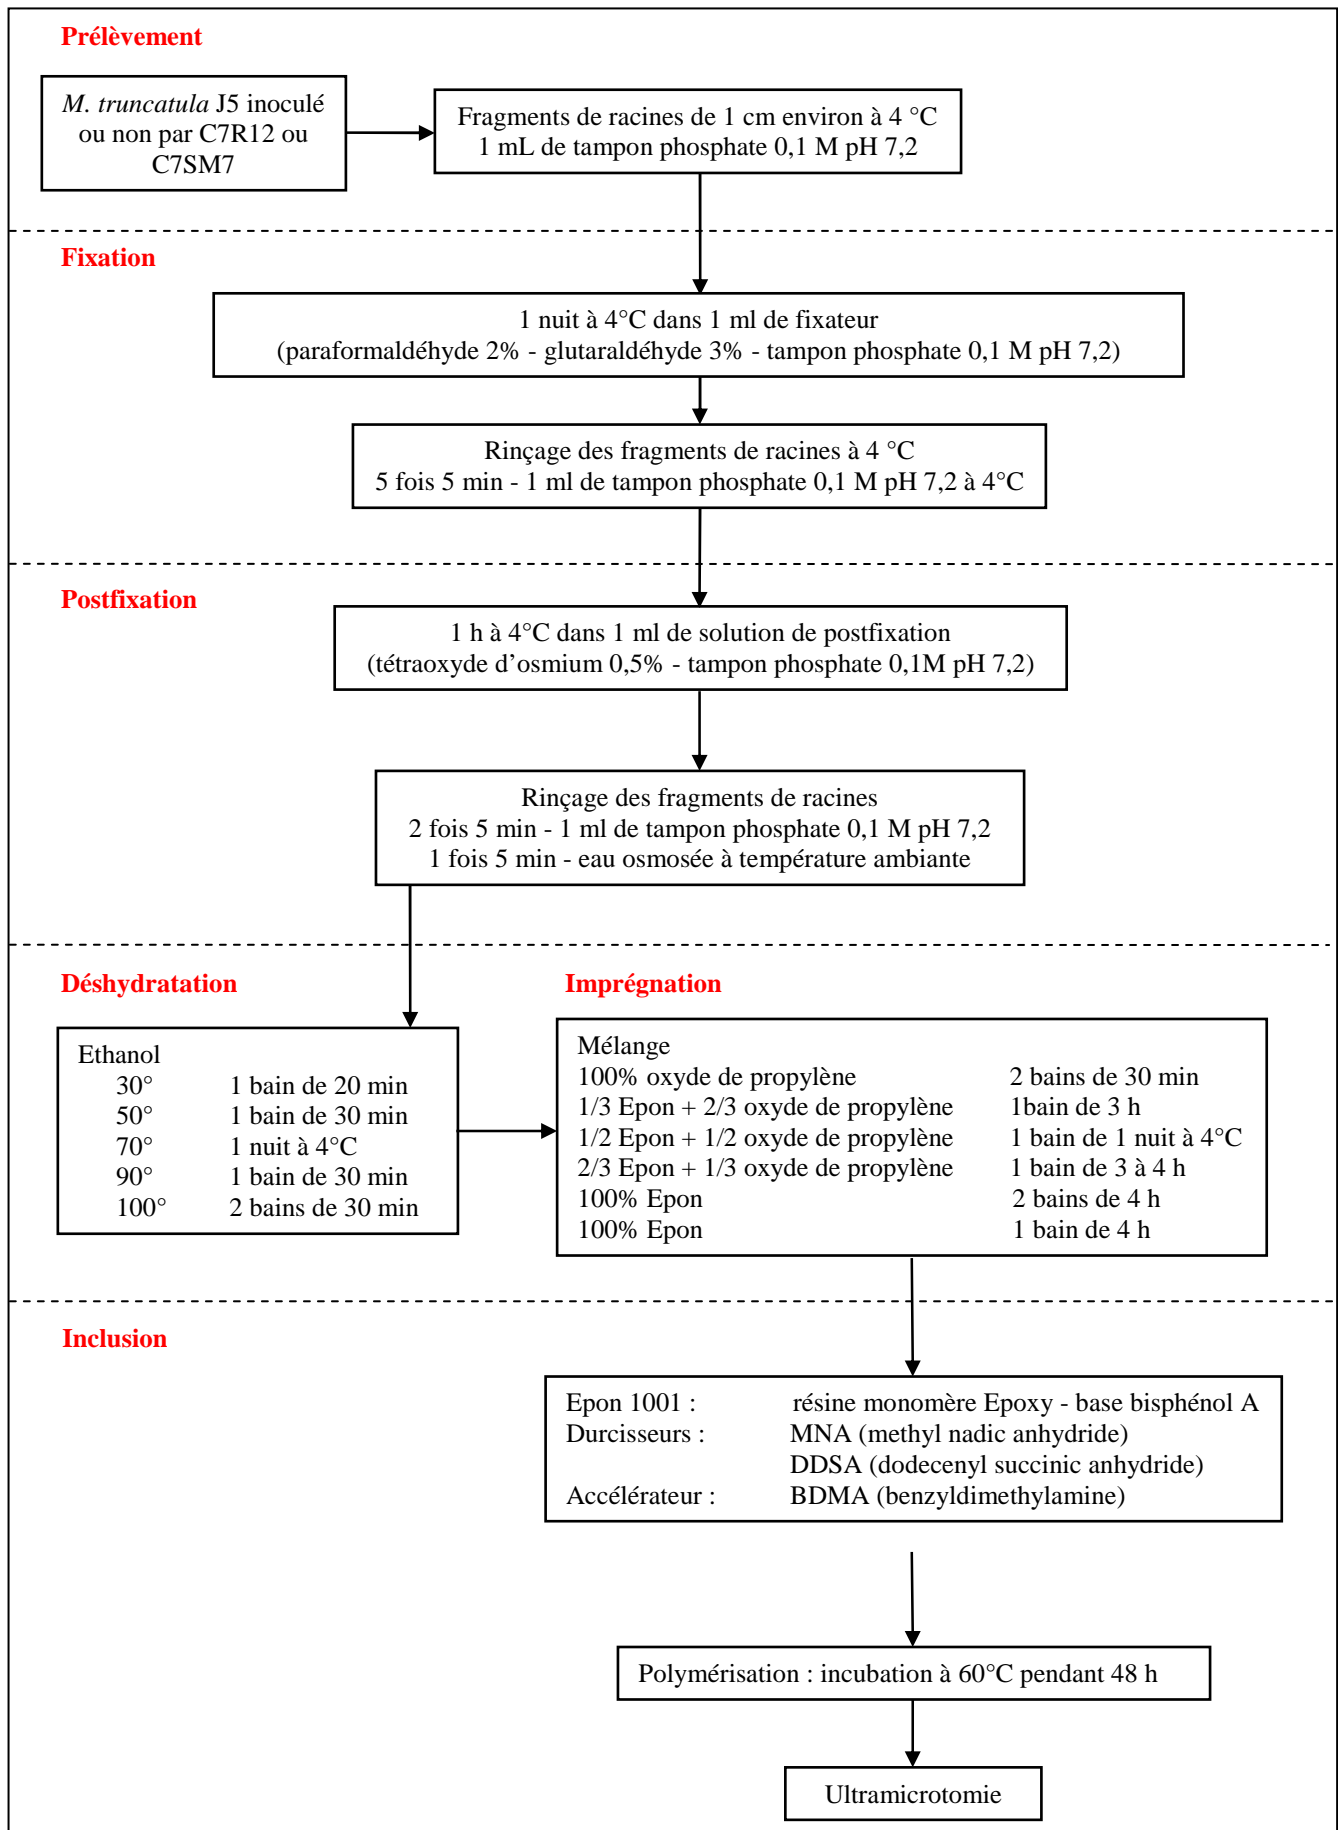 Prélèvement
M. truncatula J5 inoculé
ou non par C7R12 ou
C7SM7
Fragments de racines de 1 cm environ à 4 °C
1 mL de tampon phosphate 0,1 M pH 7,2
Fixation
1 nuit à 4°C dans 1 ml de fixateur
(paraformaldéhyde 2% - glutaraldéhyde 3% - tampon phosphate 0,1 M pH 7,2)
Rinçage des fragments de racines à 4 °C
5 fois 5 min - 1 ml de tampon phosphate 0,1 M pH 7,2 à 4°C
Postfixation
1 h à 4°C dans 1 ml de solution de postfixation
(tétraoxyde d’osmium 0,5% - tampon phosphate 0,1M pH 7,2)
Rinçage des fragments de racines
2 fois 5 min - 1 ml de tampon phosphate 0,1 M pH 7,2
1 fois 5 min - eau osmosée à température ambiante
Déshydratation
Ethanol
30° 1 bain de 20 min
50° 1 bain de 30 min
70° 1 nuit à 4°C
90° 1 bain de 30 min
100° 2 bains de 30 min
Imprégnation
Mélange
100% oxyde de propylène 2 bains de 30 min
1/3 Epon + 2/3 oxyde de propylène 1bain de 3 h
1/2 Epon + 1/2 oxyde de propylène 1 bain de 1 nuit à 4°C
2/3 Epon + 1/3 oxyde de propylène 1 bain de 3 à 4 h
100% Epon 2 bains de 4 h
100% Epon 1 bain de 4 h
Inclusion
Epon 1001 : résine monomère Epoxy - base bisphénol A
Durcisseurs : MNA (methyl nadic anhydride)
DDSA (dodecenyl succinic anhydride)
Accélérateur : BDMA (benzyldimethylamine)
Polymérisation : incubation à 60°C pendant 48 h
Ultramicrotomie